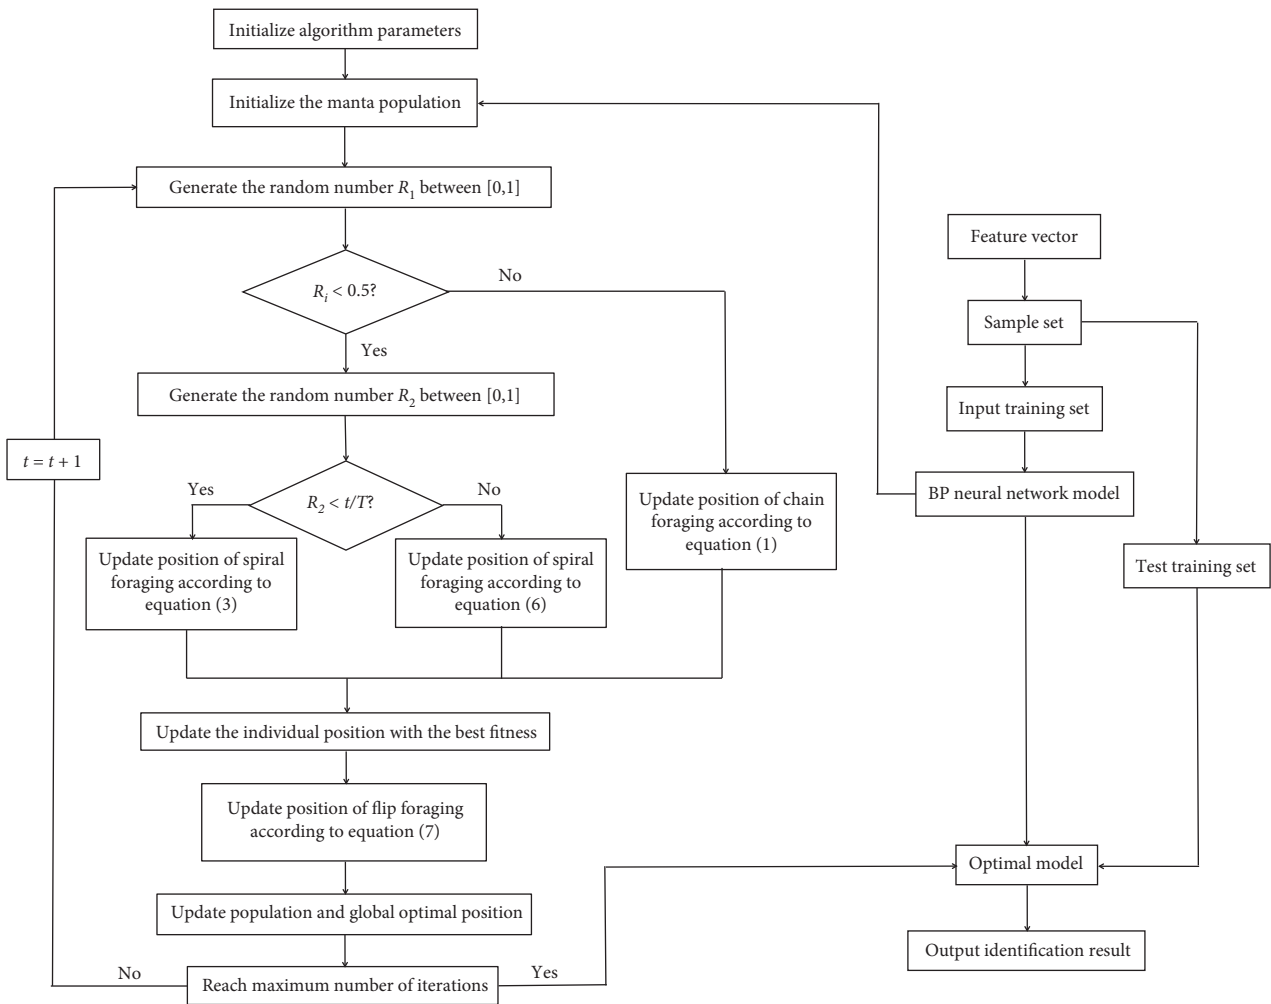 Initialize algorithm parameters
Initialize the manta population
Generate the random number R1 between [0,1]
Ri < 0.5?
No
Yes
Generate the random number R2 between [0,1]
t = t + 1
R2 < t/T?
Yes
No
Update position of spiral
foraging according to
equation (3)
Update position of spiral
foraging according to
equation (6)
Update position of chain
foraging according to
equation (1)
Update the individual position with the best fitness
Update position of flip foraging
according to equation (7)
Update population and global optimal position
Reach maximum number of iterations
No
Yes
Feature vector
Sample set
Input training set
BP neural network model
Test training set
Optimal model
Output identification result